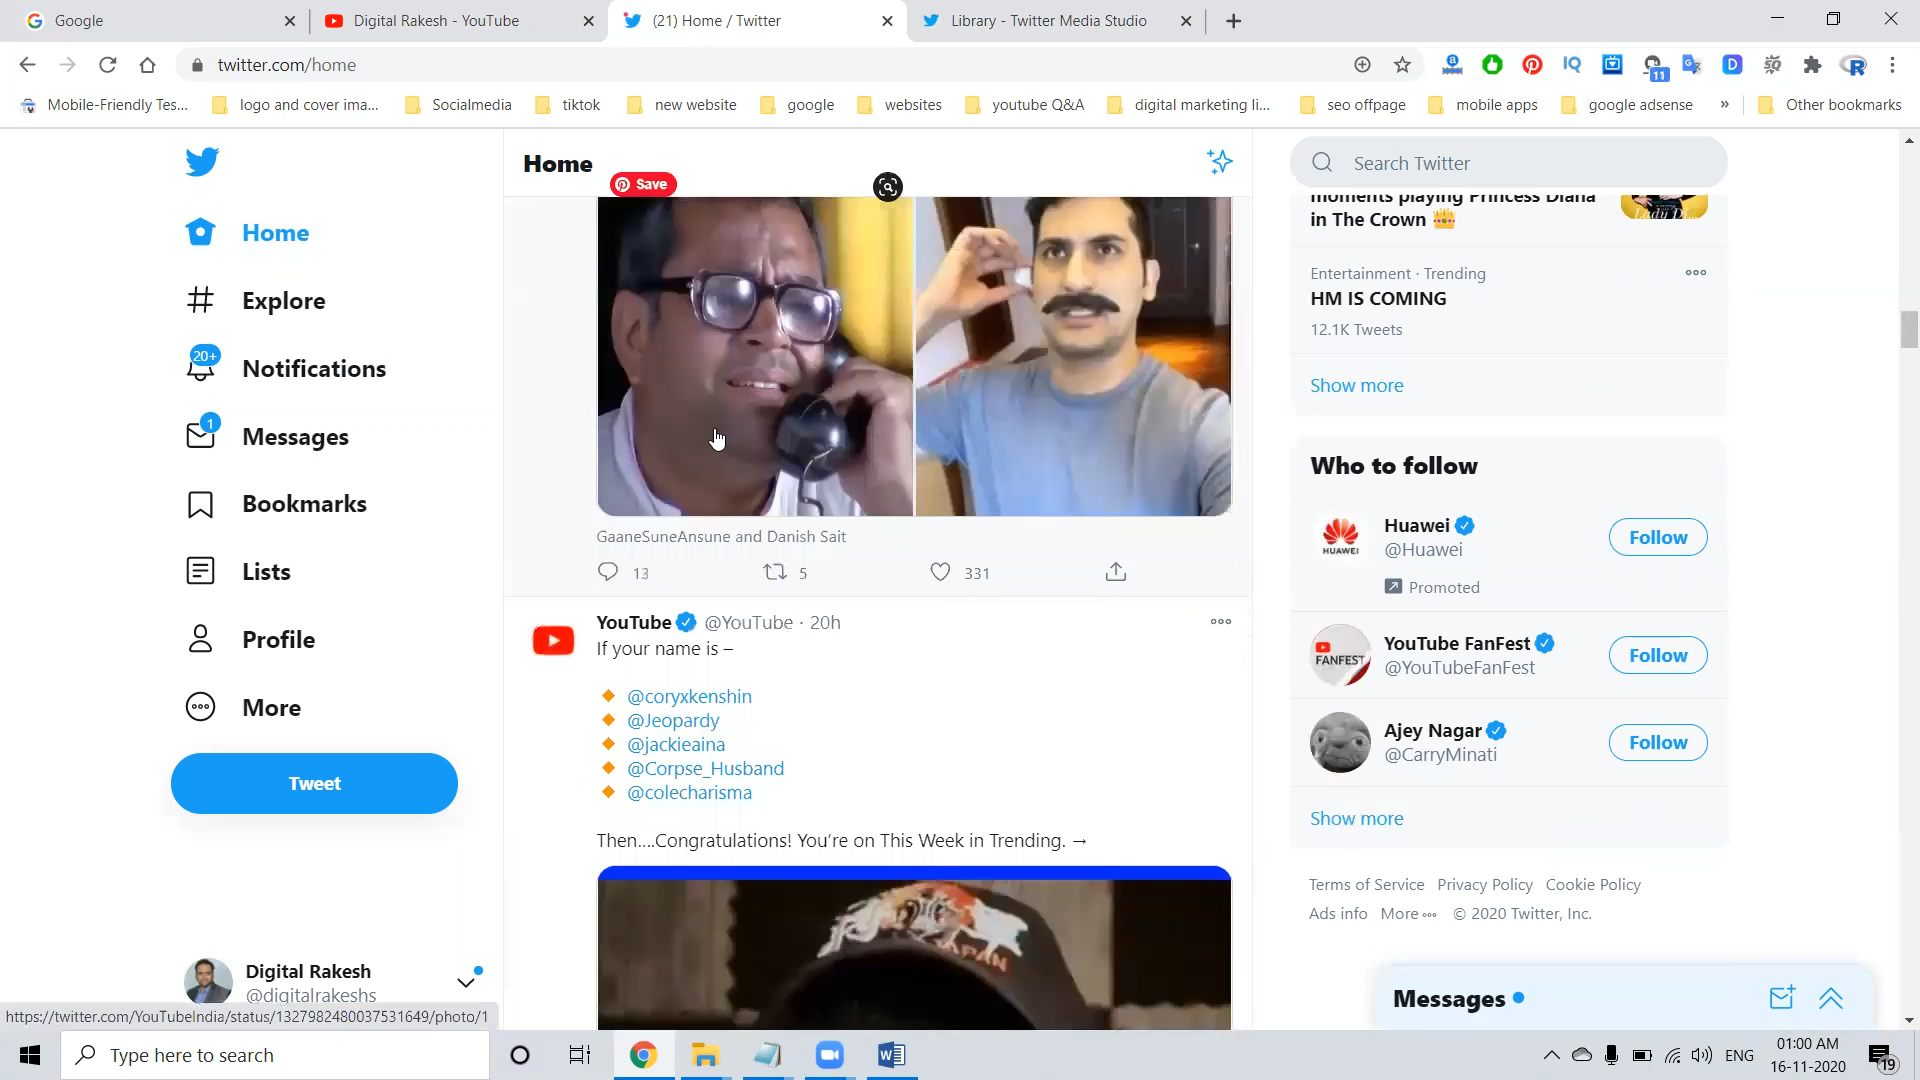 Google
Digital Rakesh - YouTube
(21) Home / Twitter
Library - Twitter Media Studio
twitter.com/home
11
Mobile-Friendly Tes...
logo and cover ima...
Socialmedia
tiktok
new website
google
websites
youtube Q&A
digital marketing li...
seo offpage
mobile apps
google adsense
»
Other bookmarks
Home
Explore
20+
Notifications
1
Messages
Bookmarks
Lists
Profile
More
Tweet
Digital Rakesh
@digitalrakeshs
https://twitter.com/YouTubeIndia/status/1327982480037531649/photo/1
Home
Save
GaaneSuneAnsune and Danish Sait
13
5
331
YouTube @YouTube · 20h
If your name is –
@coryxkenshin
@Jeopardy
@jackieaina
@Corpse_Husband
@colecharisma
Then....Congratulations! You're on This Week in Trending. →
Search Twitter
moments playing Princess Diana
in The Crown 👑
Entertainment · Trending
HM IS COMING
12.1K Tweets
Show more
Who to follow
HUAWEI
Huawei
@Huawei
Promoted
Follow
FANFEST
YouTube FanFest
@YouTubeFanFest
Follow
Ajey Nagar
@CarryMinati
Follow
Show more
Terms of Service Privacy Policy Cookie Policy
Ads info More © 2020 Twitter, Inc.
Messages
Type here to search
ENG
01:00 AM
16-11-2020
19